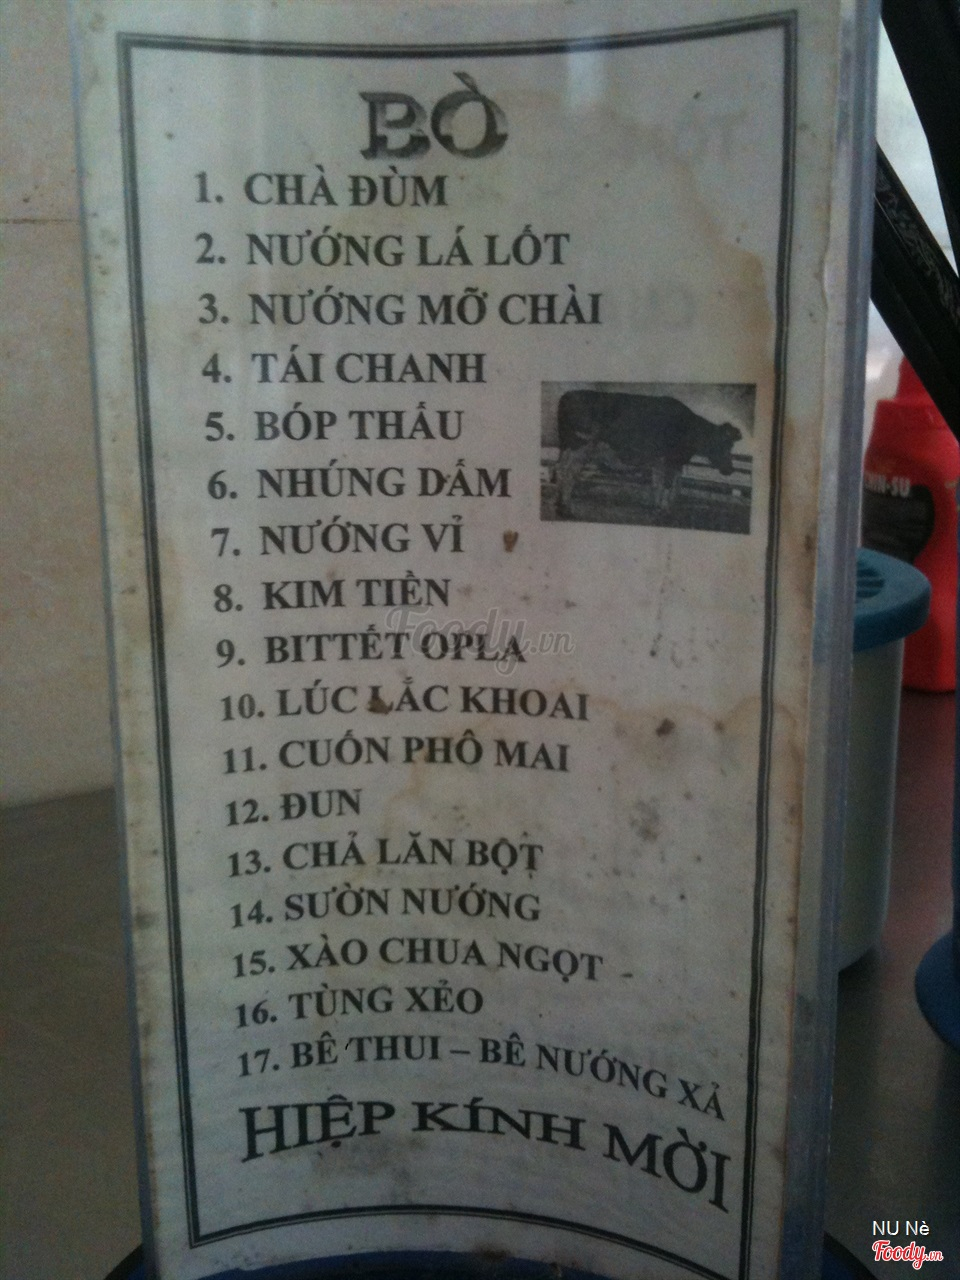 BÒ
1. CHÀ ĐÙM
2. NƯỚNG LÁ LỐT
3. NƯỚNG MỠ CHÀI
4. TÁI CHANH
5. BÓP THẤU
6. NHÚNG DẤM
7. NƯỚNG VỈ
8. KIM TIỀN
9. BITTẾT OPLA
10. LÚC LẮC KHOAI
11. CUỐN PHÔ MAI
12. ĐUN
13. CHẢ LĂN BỘT
14. SƯỜN NƯỚNG
15. XÀO CHUA NGỌT
16. TÙNG XẺO
17. BÊ THUI – BÊ NƯỚNG XẢ
HIỆP KÍNH MỜI
Foody.vn
NU Nè
Foody.vn